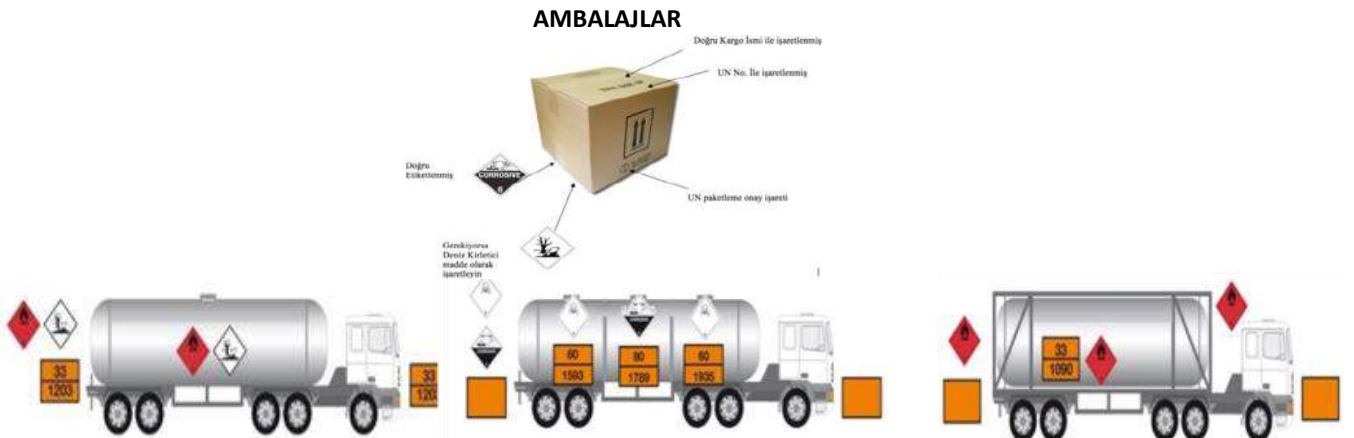 AMBALAJLAR
Doğru Kargo İsmi ile işaretlenmiş
UN No. İle işaretlenmiş
Doğru
Etiketlenmiş
CORROSIVE
8
UN paketleme onay işareti
Gerekiyorsa
Deniz Kirletici
madde olarak
işaretleyin
33
1203
33
120
60
1593
80
1789
60
1935
33
1090